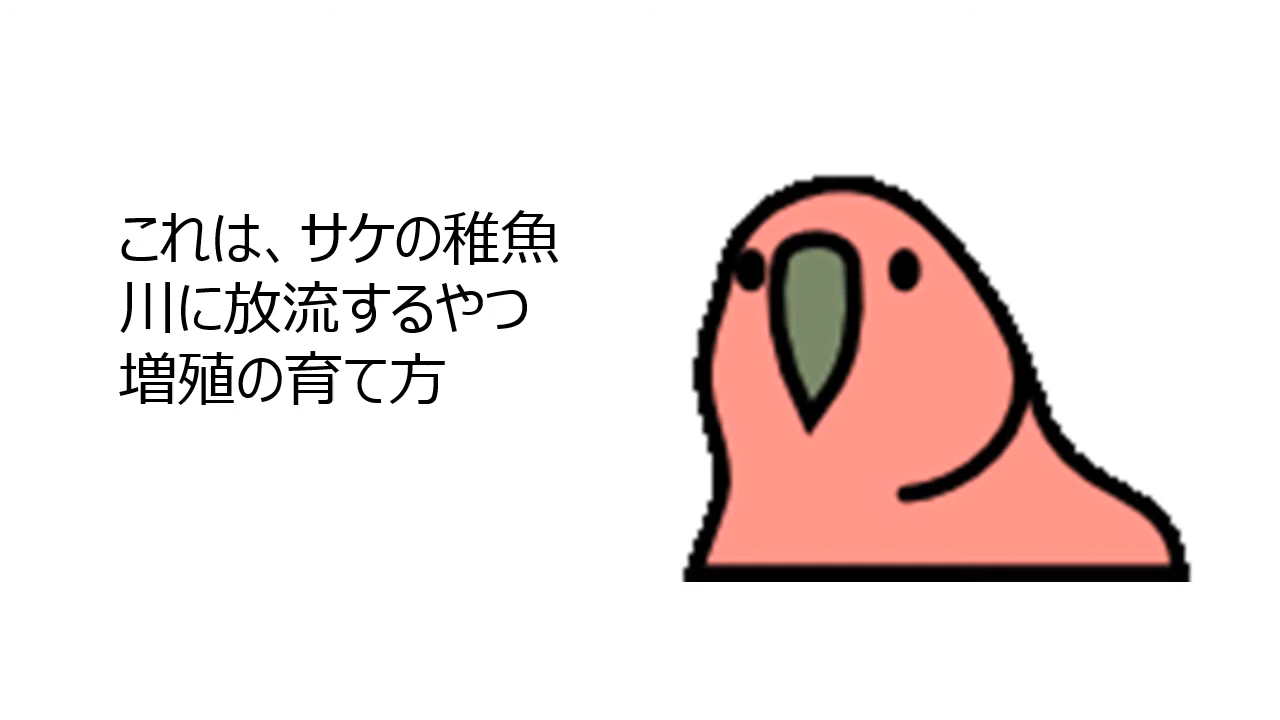 これは、サケの稚魚
川に放流するやつ
増殖の育て方